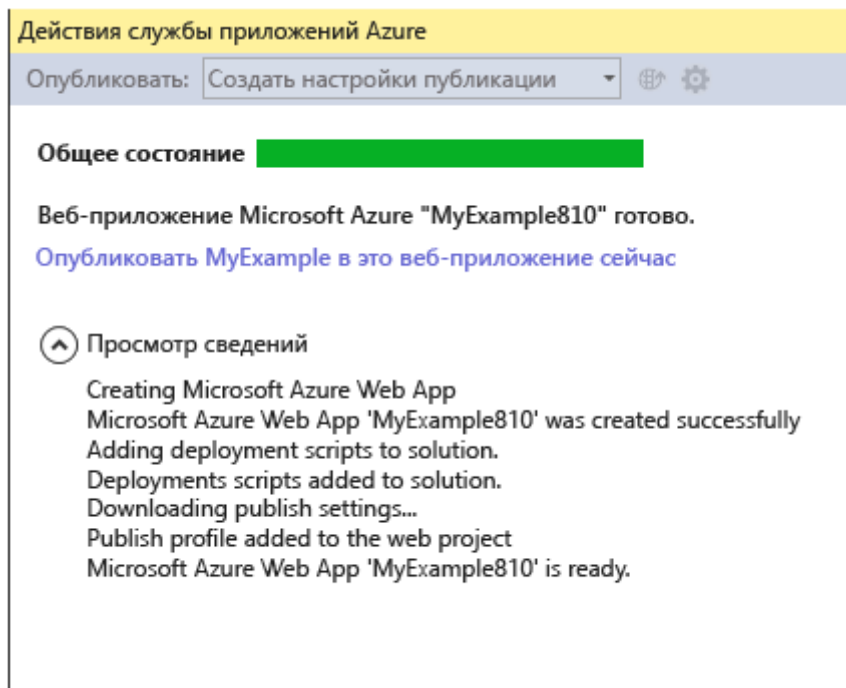 Действия службы приложений Azure
Опубликовать: Создать настройки публикации
Общее состояние
Веб-приложение Microsoft Azure "MyExample810" готово.
Опубликовать MyExample в это веб-приложение сейчас
Просмотр сведений
Creating Microsoft Azure Web App
Microsoft Azure Web App 'MyExample810' was created successfully
Adding deployment scripts to solution.
Deployments scripts added to solution.
Downloading publish settings...
Publish profile added to the web project
Microsoft Azure Web App 'MyExample810' is ready.